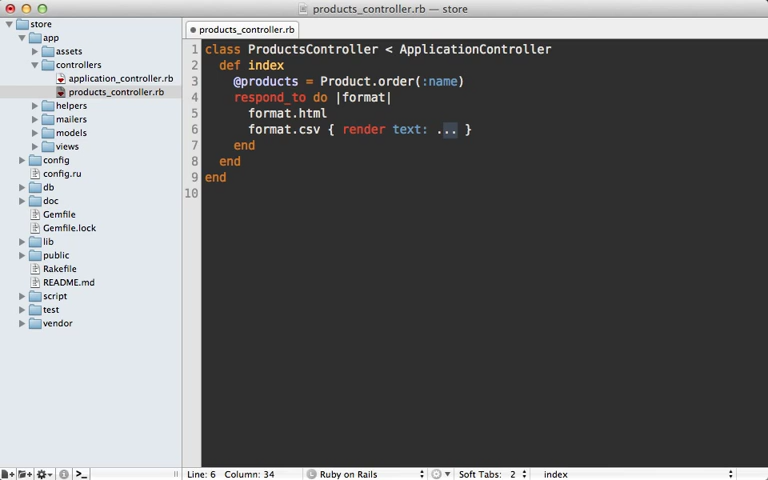 products_controller.rb — store
store
app
assets
controllers
application_controller.rb
products_controller.rb
helpers
mailers
models
views
config
config.ru
db
doc
Gemfile
Gemfile.lock
lib
public
Rakefile
README.md
script
test
vendor
products_controller.rb
1 class ProductsController < ApplicationController
2 def index
3 @products = Product.order(:name)
4 respond_to do |format|
5 format.html
6 format.csv { render text: ... }
7 end
8 end
9 end
10
Line: 6 Column: 34 Ruby on Rails Soft Tabs: 2 index